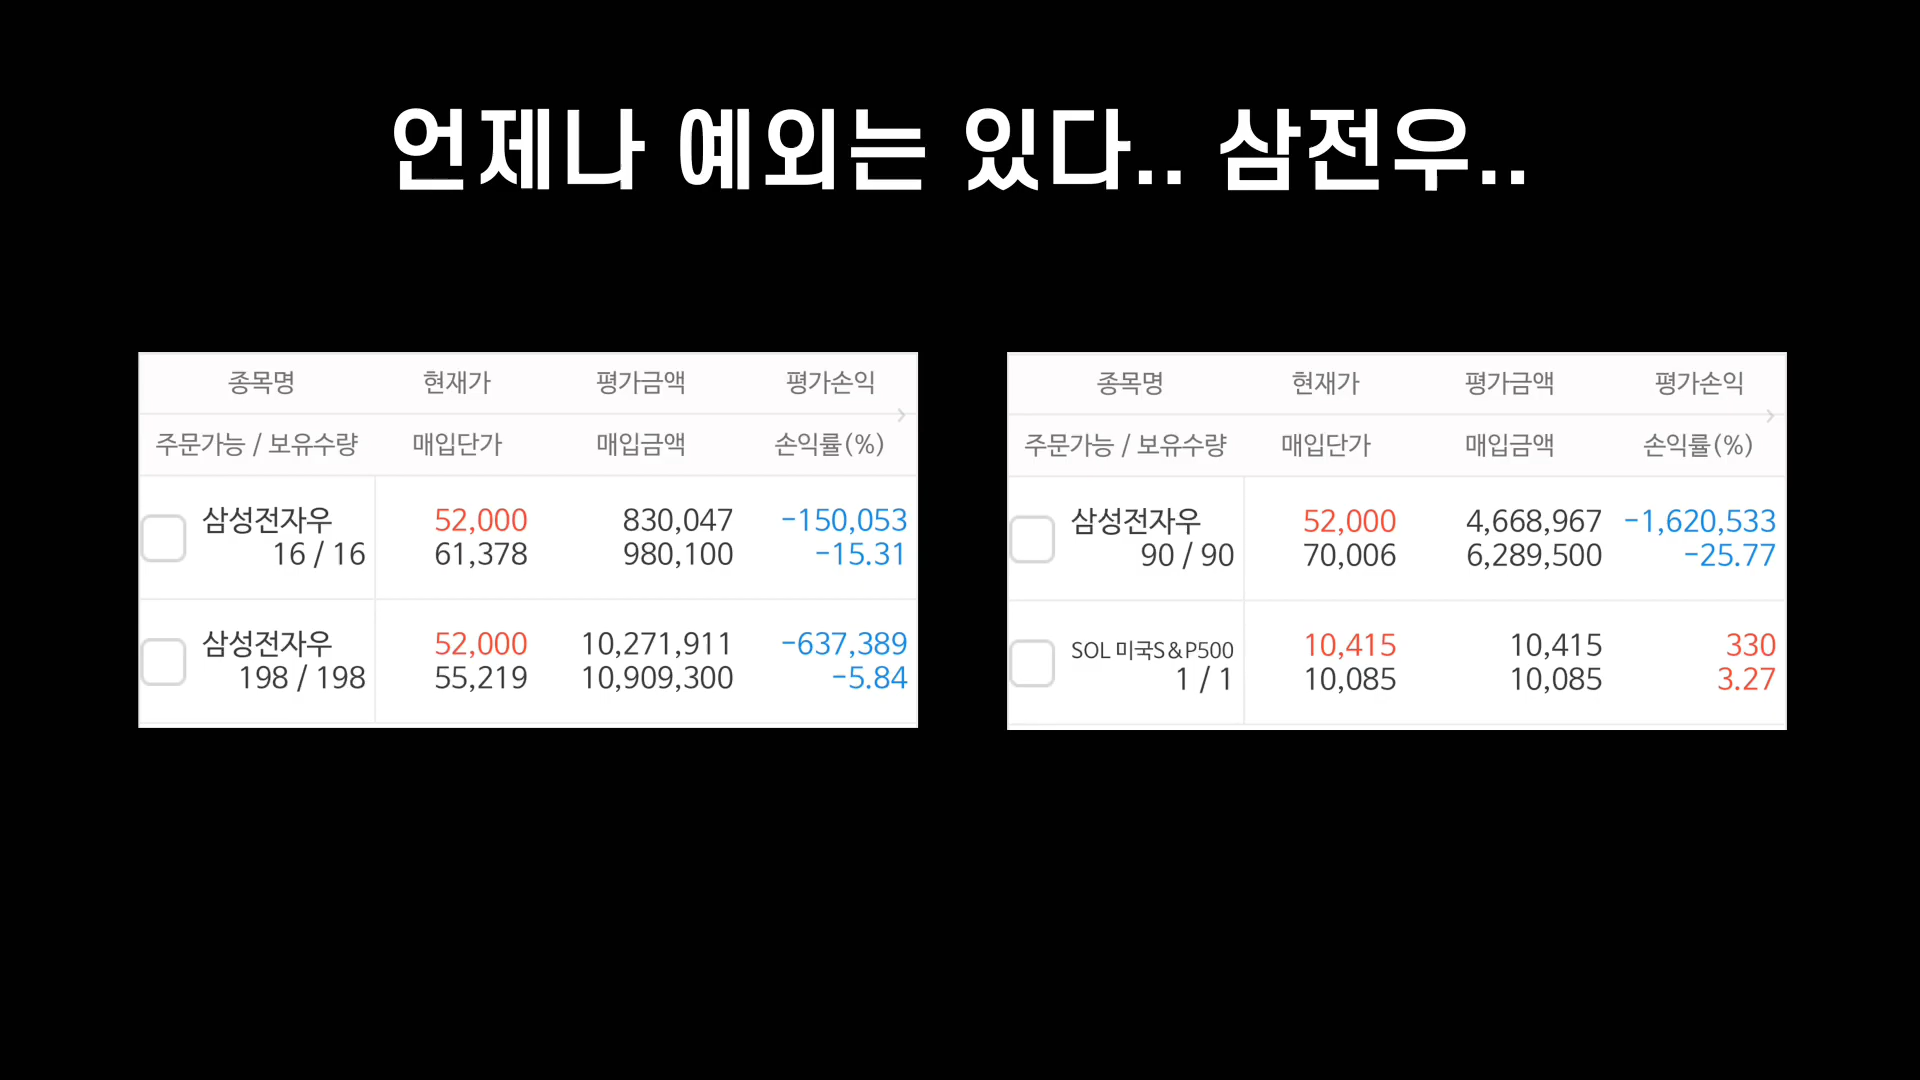 언제나 예외는 있다.. 삼전우..
종목명 현재가 평가금액 평가손익
주문가능 / 보유수량 매입단가 매입금액 손익률(%)
삼성전자우 52,000 830,047 -150,053
16 / 16 61,378 980,100 -15.31
삼성전자우 52,000 10,271,911 -637,389
198 / 198 55,219 10,909,300 -5.84
종목명 현재가 평가금액 평가손익
주문가능 / 보유수량 매입단가 매입금액 손익률(%)
삼성전자우 52,000 4,668,967 -1,620,533
90 / 90 70,006 6,289,500 -25.77
SOL 미국S&P500 10,415 10,415 330
1 / 1 10,085 10,085 3.27